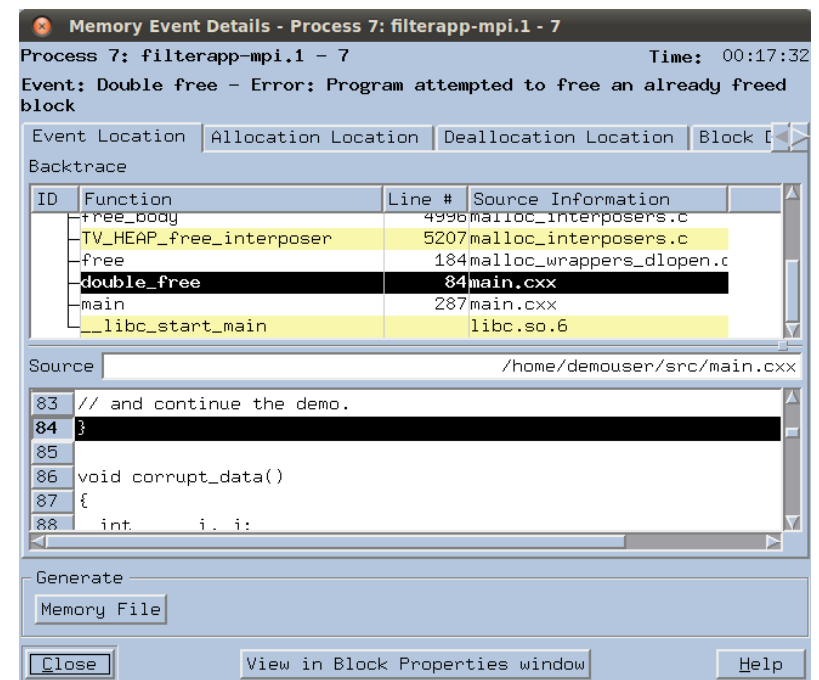 Memory Event Details - Process 7: filterapp-mpi.1 - 7
Process 7: filterapp-mpi.1 - 7 Time: 00:17:32
Event: Double free - Error: Program attempted to free an already freed
block
Event Location Allocation Location Deallocation Location Block
Backtrace
ID Function Line # Source Information
free_body 4996 malloc_interposers.c
TV_HEAP_free_interposer 5207 malloc_interposers.c
free 184 malloc_wrappers_dlopen.c
double_free 84 main.cxx
main 287 main.cxx
__libc_start_main libc.so.6
Source /home/demouser/src/main.cxx
83 // and continue the demo.
84 }
85
86 void corrupt_data()
87 {
88 int i, j;
Generate
Memory File
Close View in Block Properties window Help